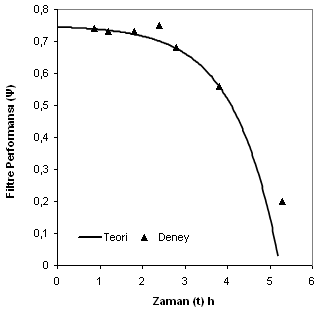 0,8
0,7
0,6
0,5
0,4
0,3
0,2
0,1
0
Filtre Performansı (Ψ)
Teori
Deney
0 1 2 3 4 5 6
Zaman (t) h